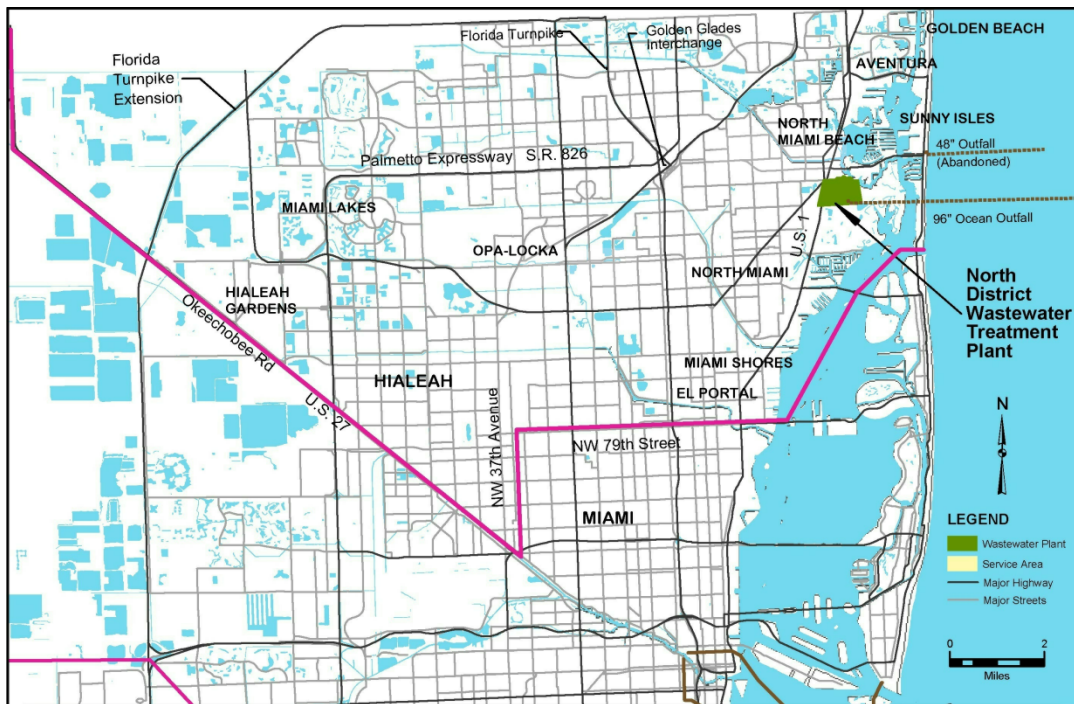 GOLDEN BEACH
Florida Turnpike
Golden Glades
Interchange
Florida
Turnpike
Extension
AVENTURA
NORTH
MIAMI BEACH
SUNNY ISLES
48" Outfall
(Abandoned)
Palmetto Expressway S.R. 826
MIAMI LAKES
96" Ocean Outfall
U.S. 1
OPA-LOCKA
NORTH MIAMI
North
District
Wastewater
Treatment
Plant
HIALEAH
GARDENS
Okeechobee Rd
U.S. 27
MIAMI SHORES
HIALEAH
EL PORTAL
NW 37th Avenue
NW 79th Street
N
MIAMI
LEGEND
Wastewater Plant
Service Area
Major Highway
Major Streets
0 2
Miles